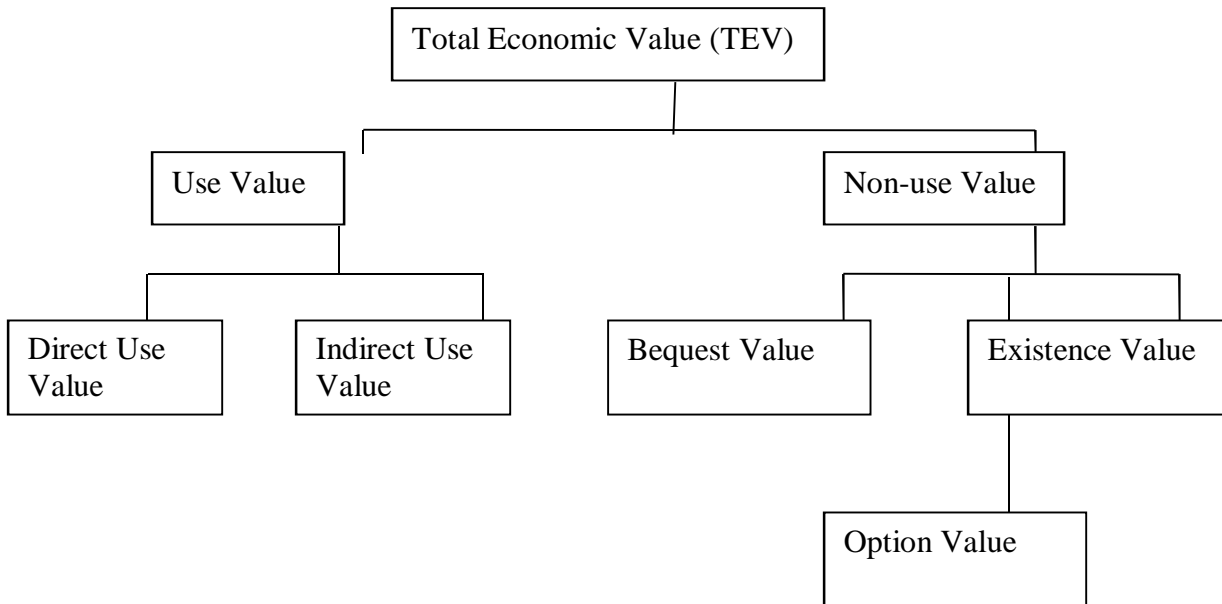 Total Economic Value (TEV)
Use Value
Non-use Value
Direct Use
Value
Indirect Use
Value
Bequest Value
Existence Value
Option Value